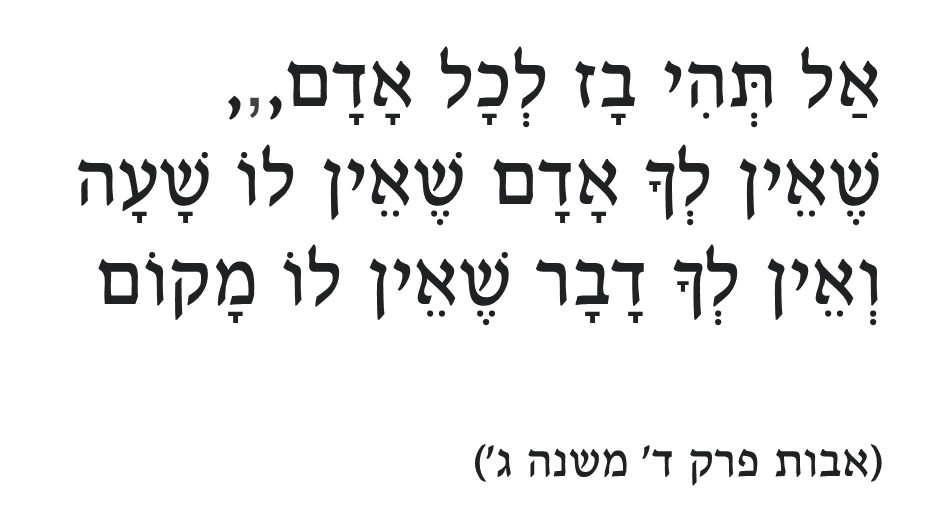 אַל תְּהִי בָז לְכָל אָדָם,,,
שֶׁאֵין לְךָ אָדָם שֶׁאֵין לוֹ שָׁעָה
וְאֵין לְךָ דָבָר שֶׁאֵין לוֹ מָקוֹם
(אבות פרק ד' משנה ג')